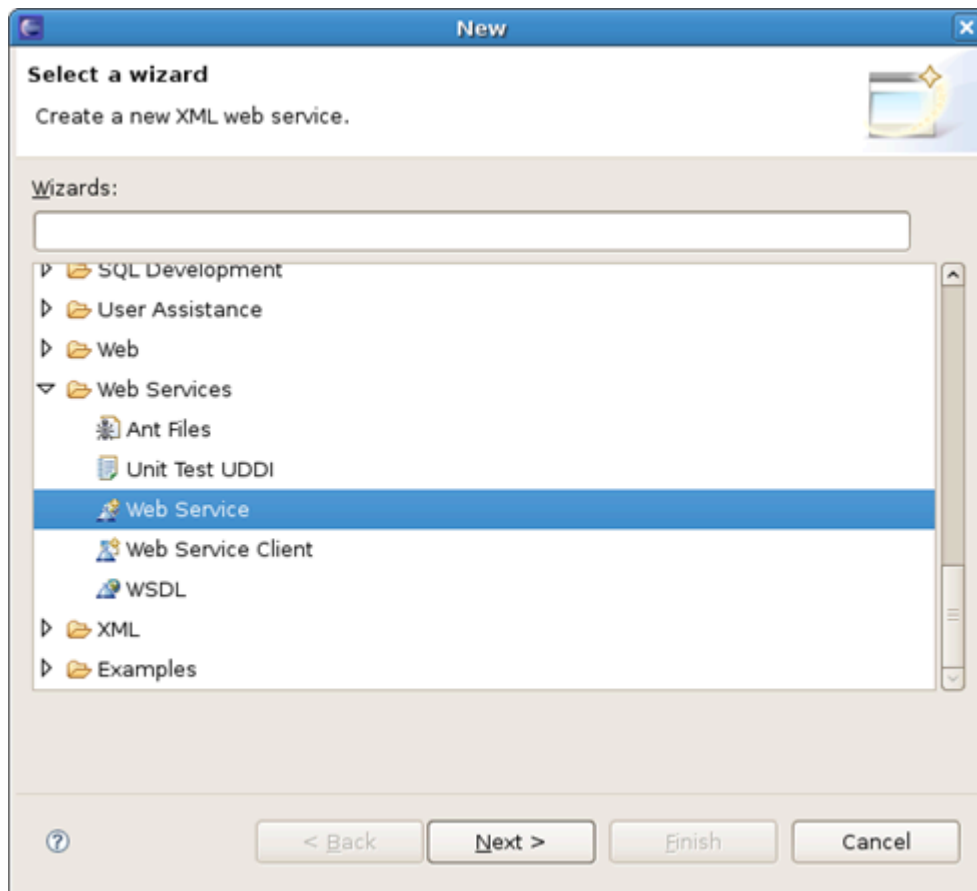 New
Select a wizard
Create a new XML web service.
Wizards:
SQL Development
User Assistance
Web
Web Services
Ant Files
Unit Test UDDI
Web Service
Web Service Client
WSDL
XML
Examples
< Back Next > Finish Cancel